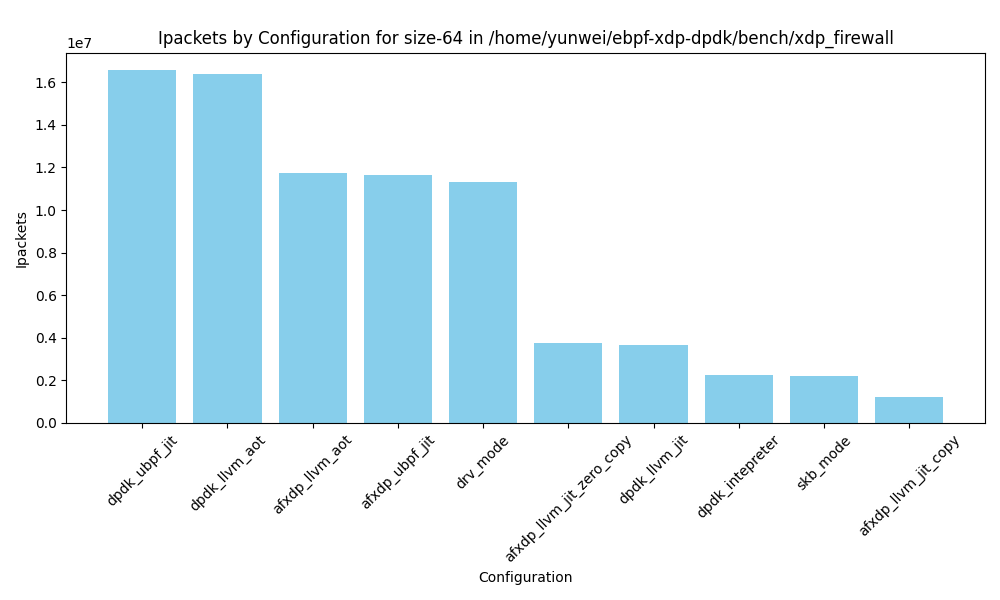 Ipackets by Configuration for size-64 in /home/yunwei/ebpf-xdp-dpdk/bench/xdp_firewall
1e7
1.6
1.4
1.2
1.0
0.8
0.6
0.4
0.2
0.0
Ipackets
dpdk_ubpf_jit
dpdk_llvm_aot
afxdp_llvm_aot
afxdp_ubpf_jit
drv_mode
afxdp_llvm_jit_zero_copy
dpdk_llvm_jit
dpdk_intepreter
skb_mode
afxdp_llvm_jit_copy
Configuration